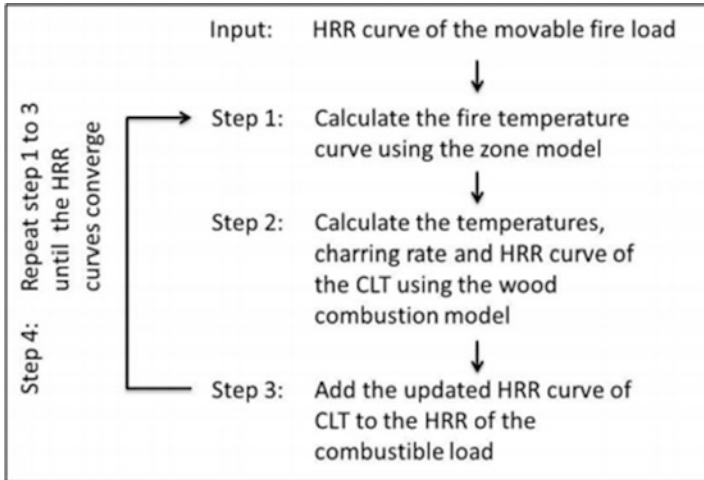 Input: HRR curve of the movable fire load
Step 1: Calculate the fire temperature
curve using the zone model
Step 2: Calculate the temperatures,
charring rate and HRR curve of
the CLT using the wood
combustion model
Step 3: Add the updated HRR curve of
CLT to the HRR of the
combustible load
Step 4: Repeat step 1 to 3
until the HRR
curves converge